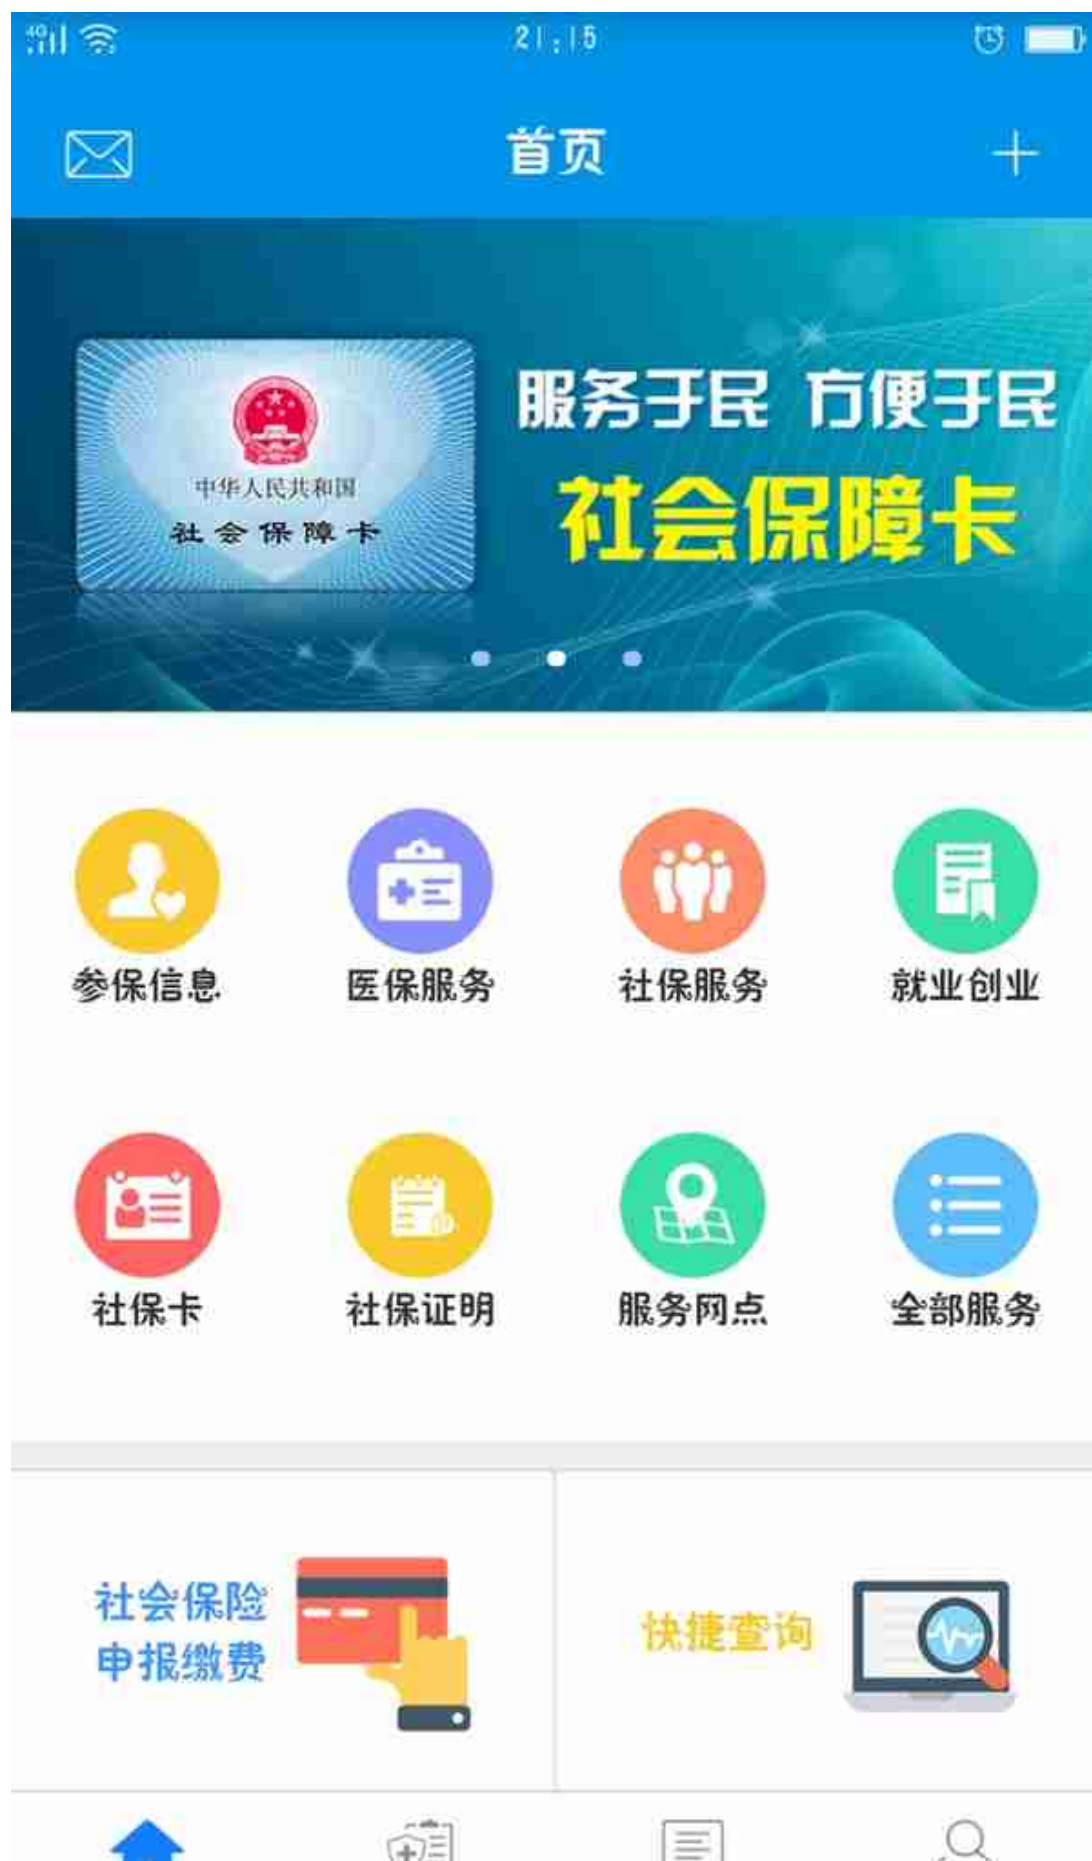 4G 21:15
首页
服务于民 方便于民
社会保障卡
中华人民共和国
社会保障卡
参保信息 医保服务 社保服务 就业创业
社保卡 社保证明 服务网点 全部服务
社会保险
申报缴费
快捷查询